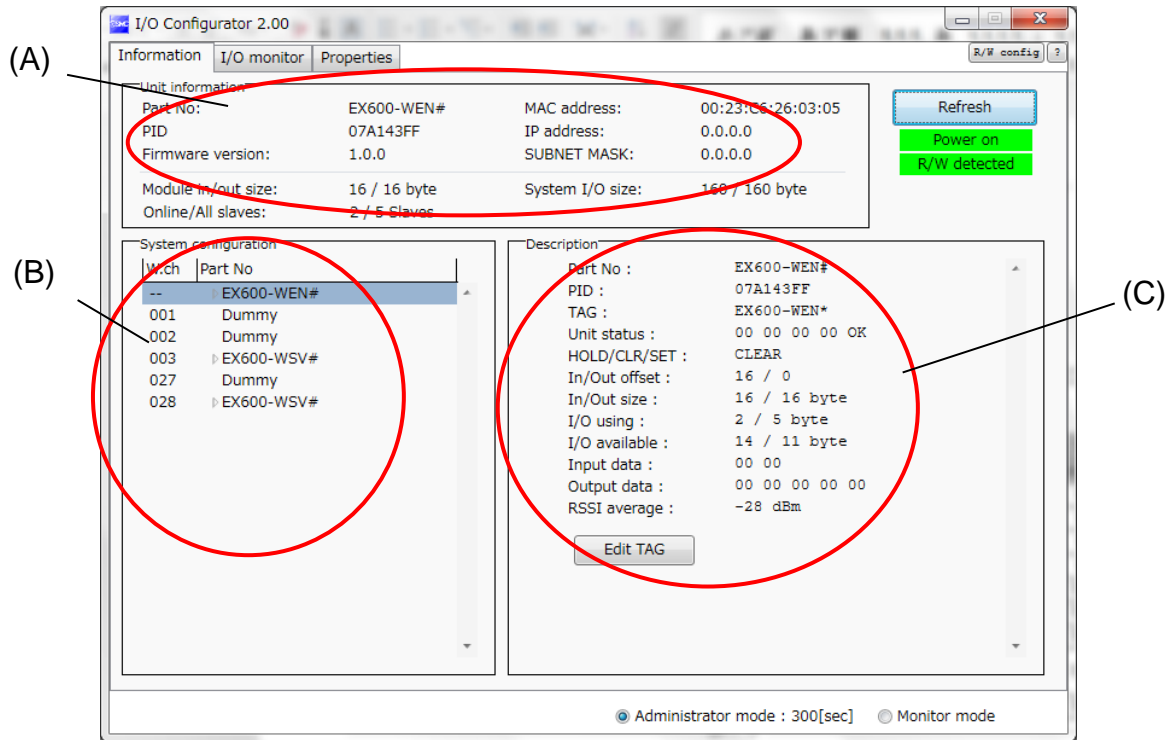 I/O Configurator 2.00
Information I/O monitor Properties R/W config ?
(A)
Unit information
Part No: EX600-WEN# MAC address: 00:23:C6:26:03:05
PID 07A143FF IP address: 0.0.0.0
Firmware version: 1.0.0 SUBNET MASK: 0.0.0.0
Module in/out size: 16 / 16 byte System I/O size: 160 / 160 byte
Online/All slaves: 2 / 5 Slaves
Refresh
Power on
R/W detected
(B)
System configuration
W.ch Part No
-- EX600-WEN#
001 Dummy
002 Dummy
003 EX600-WSV#
027 Dummy
028 EX600-WSV#
(C)
Description
Part No : EX600-WEN#
PID : 07A143FF
TAG : EX600-WEN*
Unit status : 00 00 00 00 OK
HOLD/CLR/SET : CLEAR
In/Out offset : 16 / 0
In/Out size : 16 / 16 byte
I/O using : 2 / 5 byte
I/O available : 14 / 11 byte
Input data : 00 00
Output data : 00 00 00 00 00
RSSI average : -28 dBm
Edit TAG
Administrator mode : 300[sec] Monitor mode